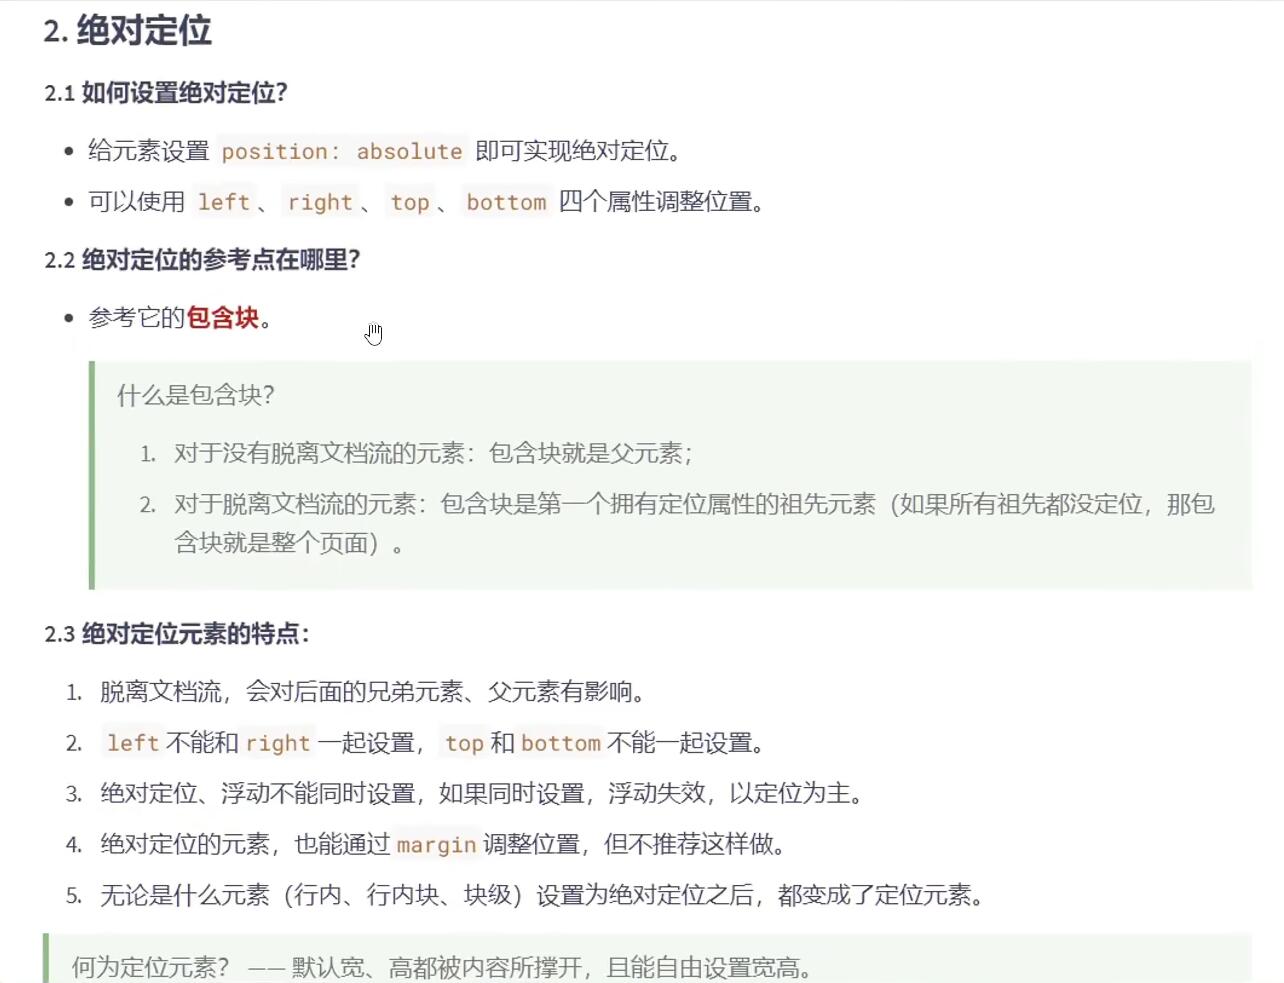 2. 绝对定位
2.1 如何设置绝对定位？
• 给元素设置 position: absolute 即可实现绝对定位。
• 可以使用 left 、 right 、 top 、 bottom 四个属性调整位置。
2.2 绝对定位的参考点在哪里？
• 参考它的包含块。
什么是包含块？
1. 对于没有脱离文档流的元素：包含块就是父元素；
2. 对于脱离文档流的元素：包含块是第一个拥有定位属性的祖先元素（如果所有祖先都没定位，那包
含块就是整个页面）。
2.3 绝对定位元素的特点：
1. 脱离文档流，会对后面的兄弟元素、父元素有影响。
2. left 不能和 right 一起设置， top 和 bottom 不能一起设置。
3. 绝对定位、浮动不能同时设置，如果同时设置，浮动失效，以定位为主。
4. 绝对定位的元素，也能通过 margin 调整位置，但不推荐这样做。
5. 无论是什么元素（行内、行内块、块级）设置为绝对定位之后，都变成了定位元素。
何为定位元素？ —— 默认宽、高都被内容所撑开，且能自由设置宽高。